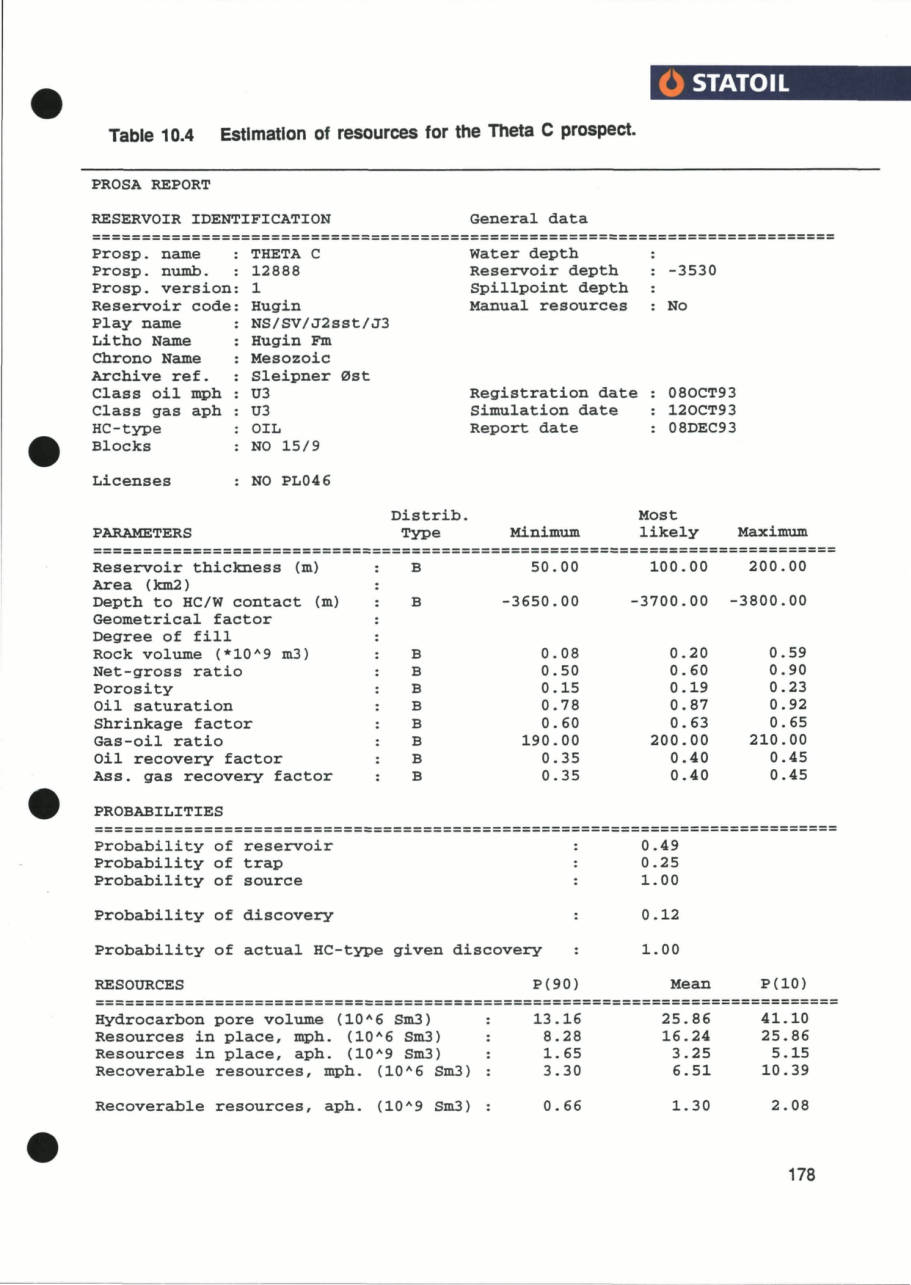 STATOIL
Table 10.4 Estimation of resources for the Theta C prospect.
PROSA REPORT
RESERVOIR IDENTIFICATION General data
===========================================================================
Prosp. name : THETA C Water depth :
Prosp. numb. : 12888 Reservoir depth : -3530
Prosp. version: 1 Spillpoint depth :
Reservoir code: Hugin Manual resources : No
Play name : NS/SV/J2sst/J3
Litho Name : Hugin Fm
Chrono Name : Mesozoic
Archive ref. : Sleipner Øst
Class oil mph : U3 Registration date : 08OCT93
Class gas aph : U3 Simulation date : 12OCT93
HC-type : OIL Report date : 08DEC93
Blocks : NO 15/9
Licenses : NO PL046
Distrib. Most
PARAMETERS Type Minimum likely Maximum
===========================================================================
Reservoir thickness (m) : B 50.00 100.00 200.00
Area (km2) :
Depth to HC/W contact (m) : B -3650.00 -3700.00 -3800.00
Geometrical factor :
Degree of fill :
Rock volume (*10^9 m3) : B 0.08 0.20 0.59
Net-gross ratio : B 0.50 0.60 0.90
Porosity : B 0.15 0.19 0.23
Oil saturation : B 0.78 0.87 0.92
Shrinkage factor : B 0.60 0.63 0.65
Gas-oil ratio : B 190.00 200.00 210.00
Oil recovery factor : B 0.35 0.40 0.45
Ass. gas recovery factor : B 0.35 0.40 0.45
PROBABILITIES
===========================================================================
Probability of reservoir : 0.49
Probability of trap : 0.25
Probability of source : 1.00
Probability of discovery : 0.12
Probability of actual HC-type given discovery : 1.00
RESOURCES P(90) Mean P(10)
===========================================================================
Hydrocarbon pore volume (10^6 Sm3) : 13.16 25.86 41.10
Resources in place, mph. (10^6 Sm3) : 8.28 16.24 25.86
Resources in place, aph. (10^9 Sm3) : 1.65 3.25 5.15
Recoverable resources, mph. (10^6 Sm3) : 3.30 6.51 10.39
Recoverable resources, aph. (10^9 Sm3) : 0.66 1.30 2.08
178